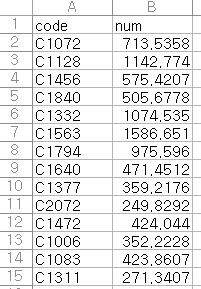 A B
1 code num
2 C1072 713,5358
3 C1128 1142,774
4 C1456 575,4207
5 C1840 505,6778
6 C1332 1074,535
7 C1563 1586,651
8 C1794 975,596
9 C1640 471,4512
10 C1377 359,2176
11 C2072 249,8292
12 C1472 424,044
13 C1006 352,2228
14 C1083 423,8607
15 C1311 271,3407